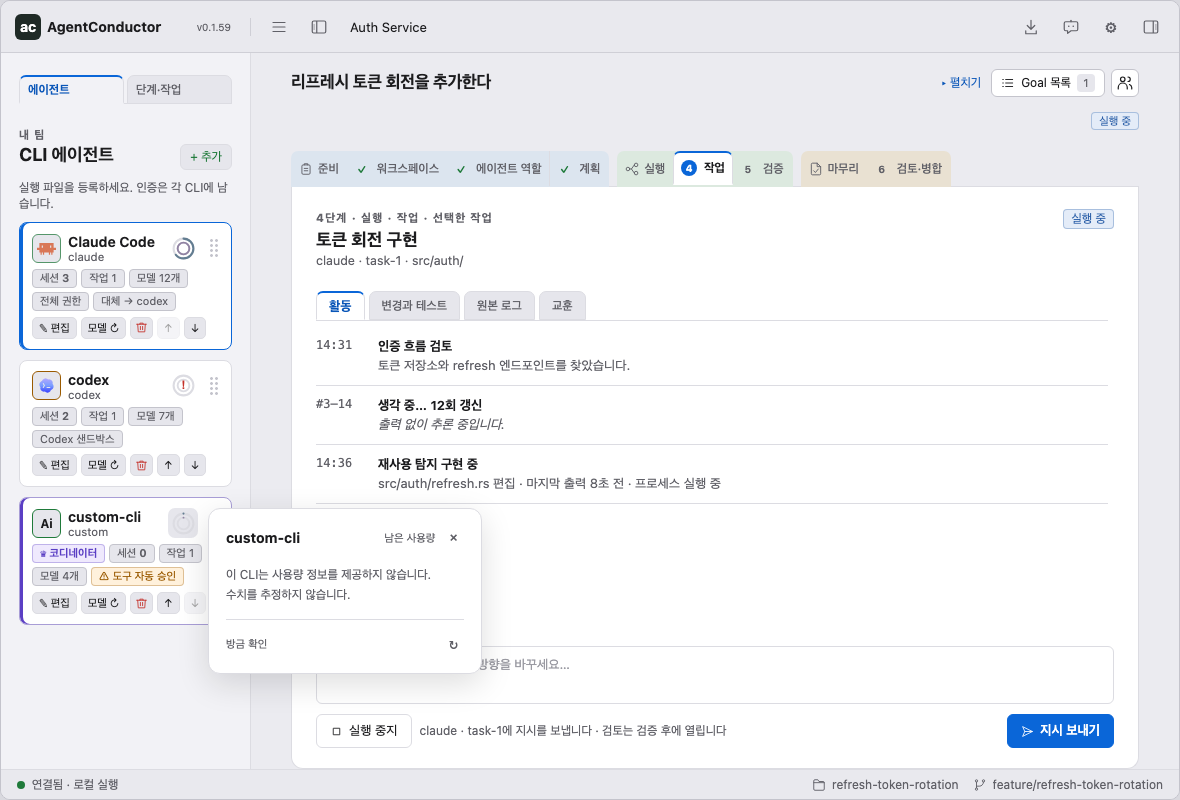 ac AgentConductor v0.1.59 Auth Service
에이전트 단계·작업
내 팀
CLI 에이전트
+ 추가
실행 파일을 등록하세요. 인증은 각 CLI에 남
습니다.
Claude Code
claude
세션 3 작업 1 모델 12개
전체 권한 대체 → codex
✎ 편집 모델 ↻ ↑ ↓
codex
codex
!
세션 2 작업 1 모델 7개
Codex 샌드박스
✎ 편집 모델 ↻ ↑ ↓
Ai custom-cli
custom
♛ 코디네이터 세션 0 작업 1
모델 4개 ⚠ 도구 자동 승인
✎ 편집 모델 ↻ ↑ ↓
리프레시 토큰 회전을 추가한다
▸ 펼치기 Goal 목록 1
실행 중
준비 ✓ 워크스페이스 ✓ 에이전트 역할 ✓ 계획 실행 4 작업 5 검증 마무리 6 검토·병합
4단계 · 실행 · 작업 · 선택한 작업
실행 중
토큰 회전 구현
claude · task-1 · src/auth/
활동 변경과 테스트 원본 로그 교훈
14:31 인증 흐름 검토
토큰 저장소와 refresh 엔드포인트를 찾았습니다.
#3–14 생각 중… 12회 갱신
출력 없이 추론 중입니다.
14:36 재사용 탐지 구현 중
src/auth/refresh.rs 편집 · 마지막 출력 8초 전 · 프로세스 실행 중
custom-cli 남은 사용량 ×
이 CLI는 사용량 정보를 제공하지 않습니다.
수치를 추정하지 않습니다.
방금 확인 ↻
방향을 바꾸세요…
실행 중지 claude · task-1에 지시를 보냅니다 · 검토는 검증 후에 열립니다
지시 보내기
연결됨 · 로컬 실행
refresh-token-rotation feature/refresh-token-rotation